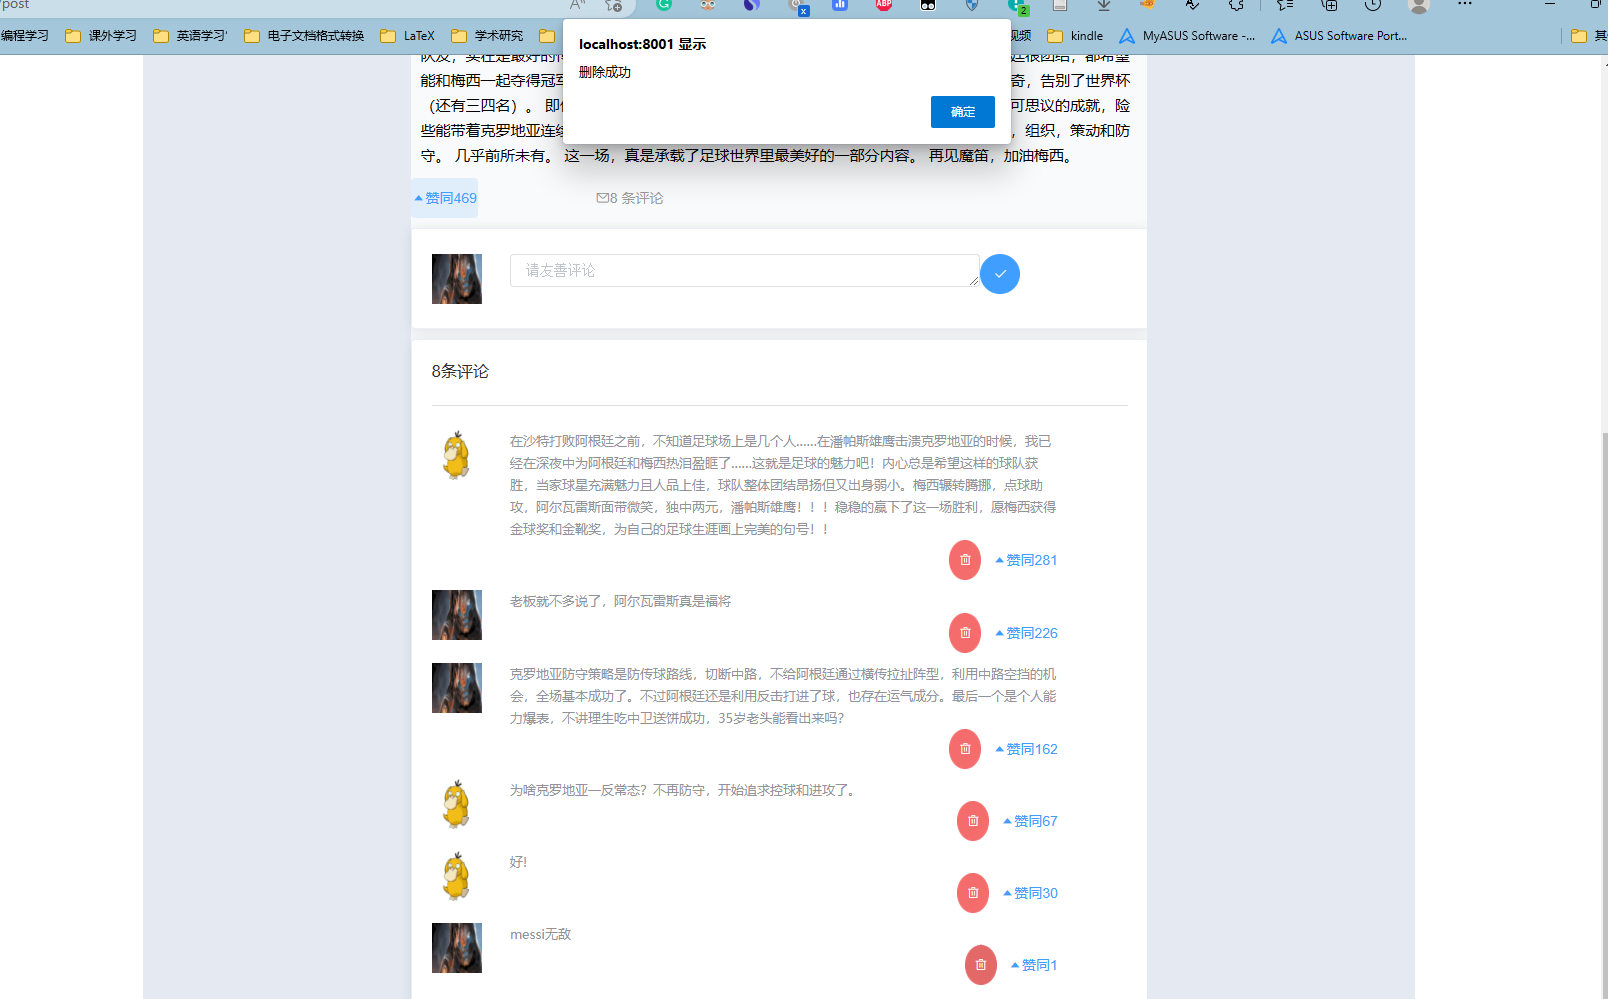 /post
编程学习 课外学习 英语学习' 电子文档格式转换 LaTeX 学术研究 视频 kindle MyASUS Software -... ASUS Software Port... 其
localhost:8001 显示
删除成功
确定
能和梅西一起夺得冠军 奇，告别了世界杯
（还有三四名）。 即使 可思议的成就，险
些能带着克罗地亚连续 ，组织，策动和防
守。 几乎前所未有。 这一场，真是承载了足球世界里最美好的一部分内容。 再见魔笛，加油梅西。
赞同469 8 条评论
请友善评论
8条评论
在沙特打败阿根廷之前，不知道足球场上是几个人......在潘帕斯雄鹰击溃克罗地亚的时候，我已
经在深夜中为阿根廷和梅西热泪盈眶了......这就是足球的魅力吧！内心总是希望这样的球队获
胜，当家球星充满魅力且人品上佳，球队整体团结昂扬但又出身弱小。梅西辗转腾挪，点球助
攻，阿尔瓦雷斯面带微笑，独中两元，潘帕斯雄鹰！！！稳稳的赢下了这一场胜利，愿梅西获得
金球奖和金靴奖，为自己的足球生涯画上完美的句号！！
赞同281
老板就不多说了，阿尔瓦雷斯真是福将
赞同226
克罗地亚防守策略是防传球路线，切断中路，不给阿根廷通过横传拉扯阵型，利用中路空挡的机
会，全场基本成功了。不过阿根廷还是利用反击打进了球，也存在运气成分。最后一个是个人能
力爆表，不讲理生吃中卫送饼成功，35岁老头能看出来吗？
赞同162
为啥克罗地亚一反常态？不再防守，开始追求控球和进攻了。
赞同67
好!
赞同30
messi无敌
赞同1